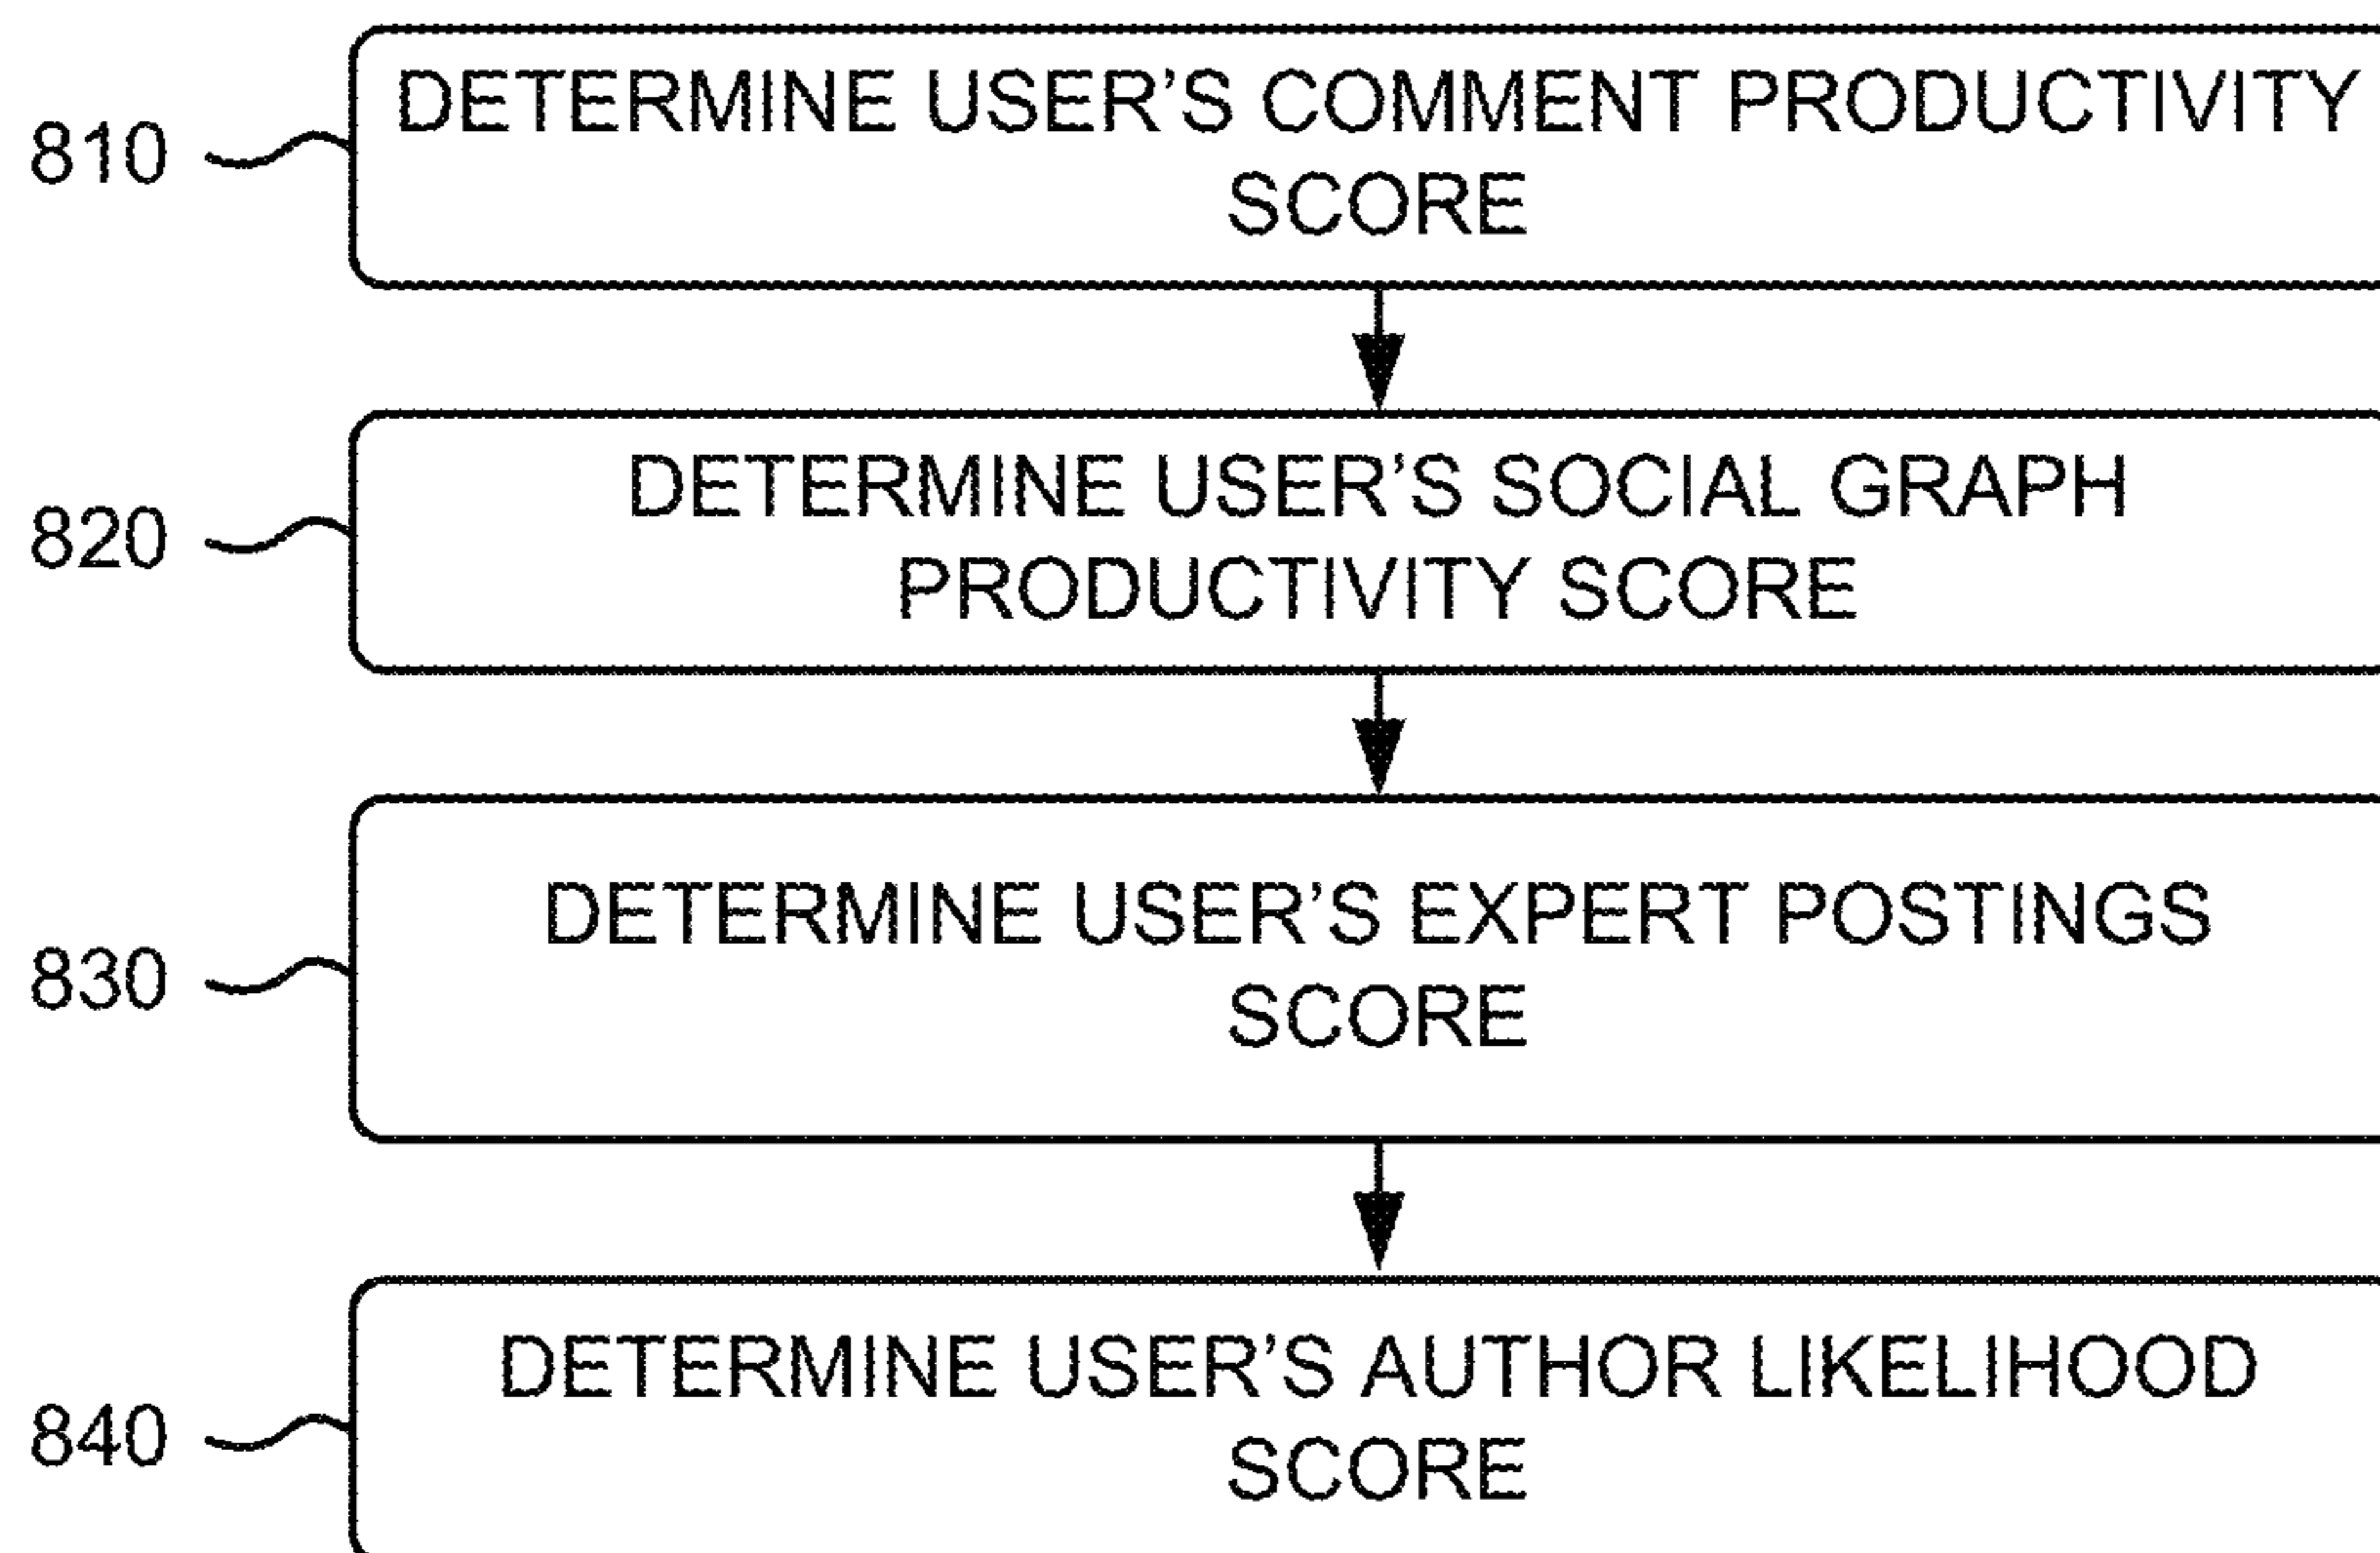 810
DETERMINE USER’S COMMENT PRODUCTIVITY
SCORE
820
DETERMINE USER’S SOCIAL GRAPH
PRODUCTIVITY SCORE
830
DETERMINE USER’S EXPERT POSTINGS
SCORE
840
DETERMINE USER’S AUTHOR LIKELIHOOD
SCORE